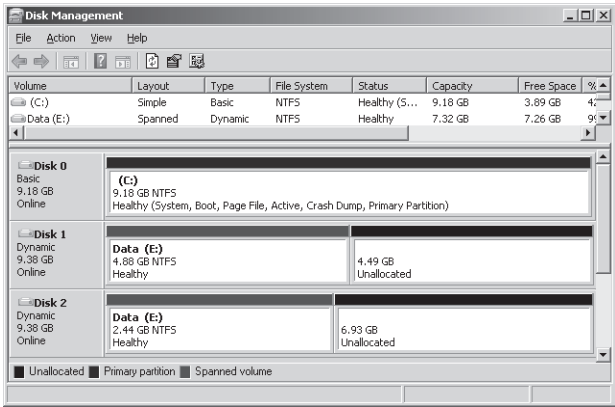 Disk Management
File Action View Help
Volume Layout Type File System Status Capacity Free Space %
(C:) Simple Basic NTFS Healthy (S... 9.18 GB 3.89 GB
Data (E:) Spanned Dynamic NTFS Healthy 7.32 GB 7.26 GB
Disk 0
Basic
9.18 GB
Online
(C:)
9.18 GB NTFS
Healthy (System, Boot, Page File, Active, Crash Dump, Primary Partition)
Disk 1
Dynamic
9.38 GB
Online
Data (E:)
4.88 GB NTFS
Healthy
4.49 GB
Unallocated
Disk 2
Dynamic
9.38 GB
Online
Data (E:)
2.44 GB NTFS
Healthy
6.93 GB
Unallocated
Unallocated Primary partition Spanned volume